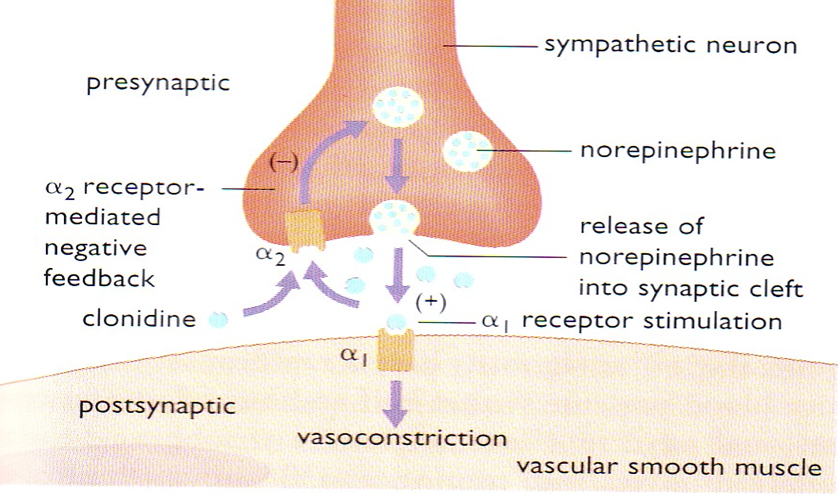 sympathetic neuron
presynaptic
norepinephrine
(−)
α₂ receptor-
mediated
negative
feedback
release of
norepinephrine
into synaptic cleft
α₂
clonidine
(+)
α₁ receptor stimulation
α₁
postsynaptic
vasoconstriction
vascular smooth muscle